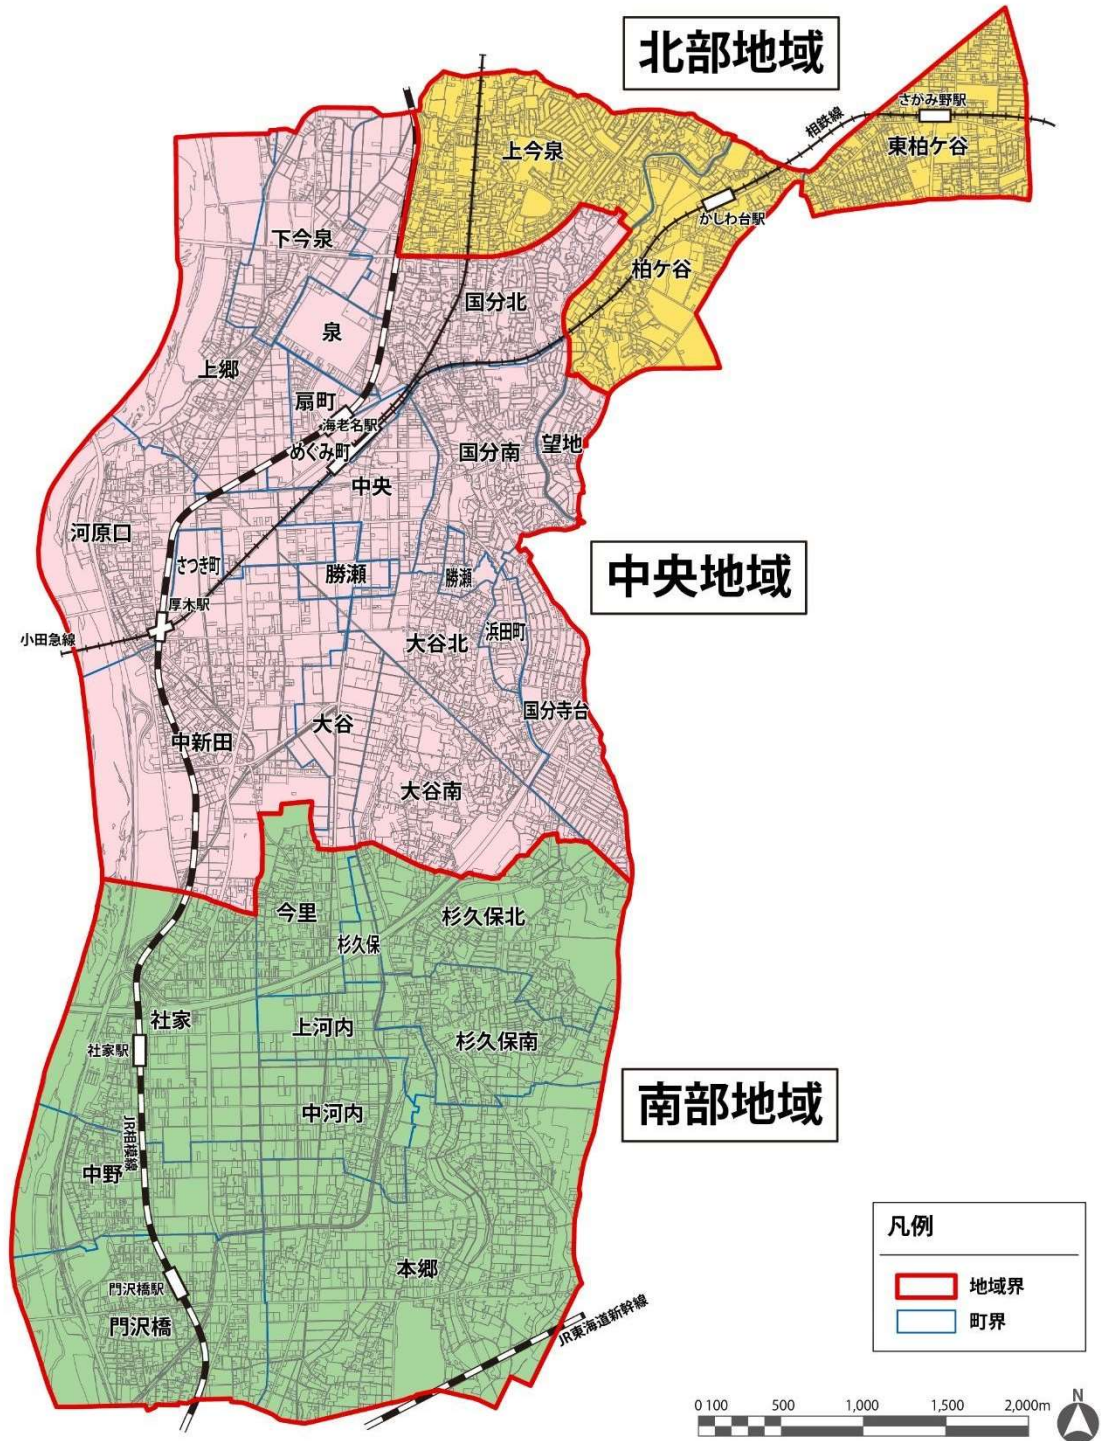 北部地域
さがみ野駅
相鉄線
東柏ケ谷
上今泉
かしわ台駅
柏ケ谷
下今泉
国分北
泉
上郷
扇町
海老名駅
めぐみ町
国分南
望地
中央
河原口
さつき町
勝瀬
勝瀬
中央地域
厚木駅
小田急線
浜田町
大谷北
国分寺台
大谷
中新田
大谷南
今里
杉久保北
杉久保
社家
上河内
杉久保南
社家駅
南部地域
中河内
JR相模線
中野
本郷
門沢橋駅
門沢橋
JR東海道新幹線
凡例
地域界
町界
0 100 500 1,000 1,500 2,000m
N